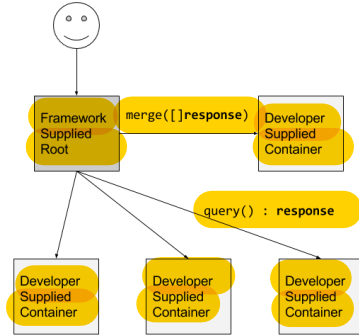 Framework
Supplied
Root
merge([]response)
Developer
Supplied
Container
query() : response
Developer
Supplied
Container
Developer
Supplied
Container
Developer
Supplied
Container